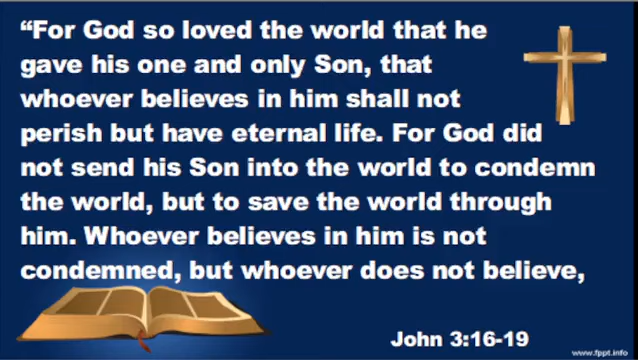 “For God so loved the world that he
gave his one and only Son, that
whoever believes in him shall not
perish but have eternal life. For God did
not send his Son into the world to condemn
the world, but to save the world through
him. Whoever believes in him is not
condemned, but whoever does not believe,
John 3:16-19
www.fppt.info